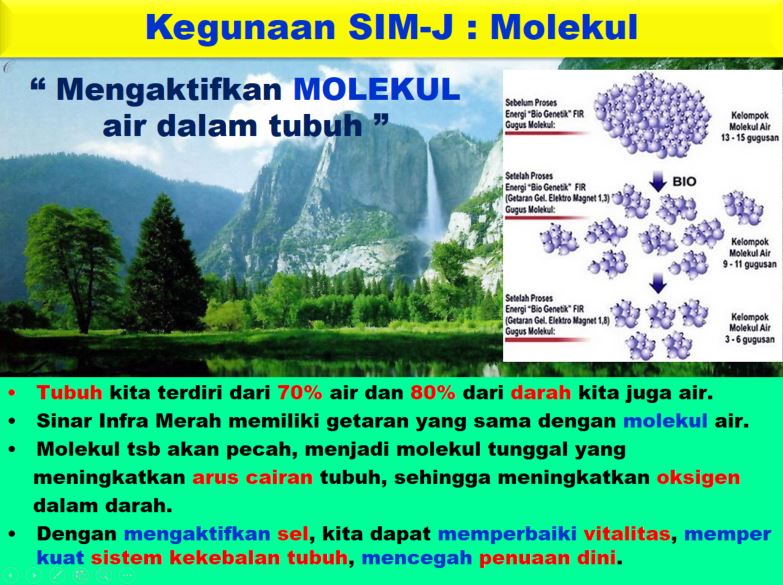 Kegunaan SIM-J : Molekul
“ Mengaktifkan MOLEKUL
air dalam tubuh ”
Sebelum Proses
Energi “Bio Genetik” FIR
Gugus Molekul:
Kelompok
Molekul Air
13 - 15 gugusan
BIO
Setelah Proses
Energi “Bio Genetik” FIR
(Getaran Gel. Elektro Magnet 1,3)
Gugus Molekul:
Kelompok
Molekul Air
9 - 11 gugusan
Setelah Proses
Energi “Bio Genetik” FIR
(Getaran Gel. Elektro Magnet 1,8)
Gugus Molekul:
Kelompok
Molekul Air
3 - 6 gugusan
• Tubuh kita terdiri dari 70% air dan 80% dari darah kita juga air.
• Sinar Infra Merah memiliki getaran yang sama dengan molekul air.
• Molekul tsb akan pecah, menjadi molekul tunggal yang
meningkatkan arus cairan tubuh, sehingga meningkatkan oksigen
dalam darah.
• Dengan mengaktifkan sel, kita dapat memperbaiki vitalitas, memper
kuat sistem kekebalan tubuh, mencegah penuaan dini.